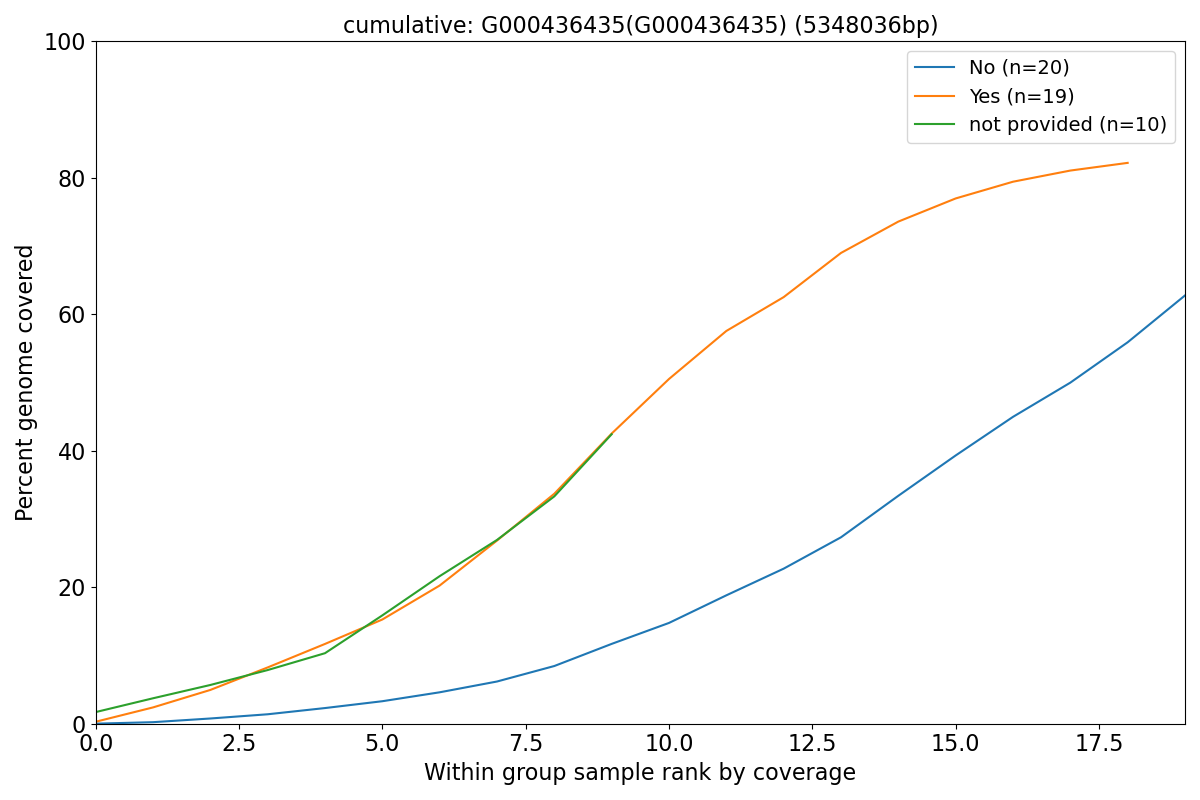 cumulative: G000436435(G000436435) (5348036bp)
No (n=20)
Yes (n=19)
not provided (n=10)
Percent genome covered
100
80
60
40
20
0
0.0 2.5 5.0 7.5 10.0 12.5 15.0 17.5
Within group sample rank by coverage